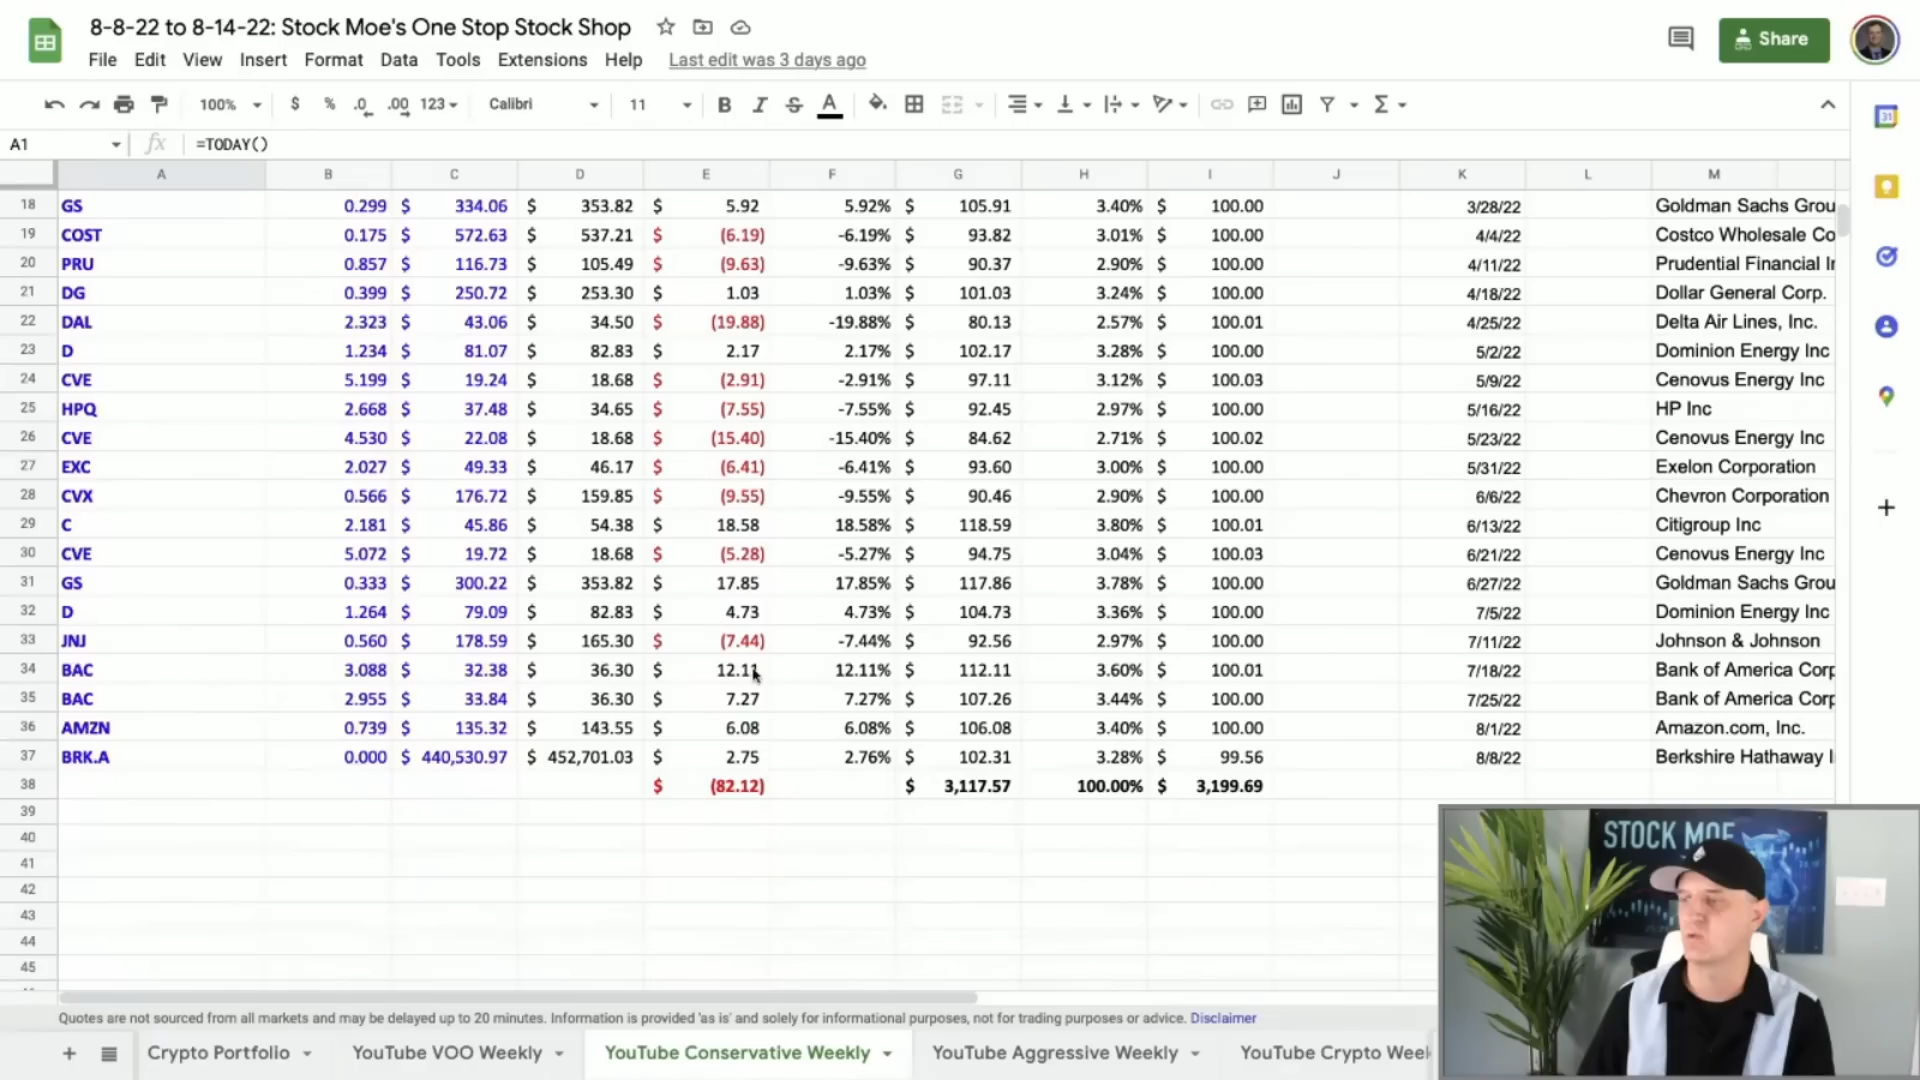 8-8-22 to 8-14-22: Stock Moe's One Stop Stock Shop
Share
File Edit View Insert Format Data Tools Extensions Help Last edit was 3 days ago
100% $ % .0 .00 123 Calibri 11 B I S A Σ
31
A1 fx =TODAY()
A B C D E F G H I J K L M
18 GS 0.299 $ 334.06 $ 353.82 $ 5.92 5.92% $ 105.91 3.40% $ 100.00 3/28/22 Goldman Sachs Grou
19 COST 0.175 $ 572.63 $ 537.21 $ (6.19) -6.19% $ 93.82 3.01% $ 100.00 4/4/22 Costco Wholesale Co
20 PRU 0.857 $ 116.73 $ 105.49 $ (9.63) -9.63% $ 90.37 2.90% $ 100.00 4/11/22 Prudential Financial Ir
21 DG 0.399 $ 250.72 $ 253.30 $ 1.03 1.03% $ 101.03 3.24% $ 100.00 4/18/22 Dollar General Corp.
22 DAL 2.323 $ 43.06 $ 34.50 $ (19.88) -19.88% $ 80.13 2.57% $ 100.01 4/25/22 Delta Air Lines, Inc.
23 D 1.234 $ 81.07 $ 82.83 $ 2.17 2.17% $ 102.17 3.28% $ 100.00 5/2/22 Dominion Energy Inc
24 CVE 5.199 $ 19.24 $ 18.68 $ (2.91) -2.91% $ 97.11 3.12% $ 100.03 5/9/22 Cenovus Energy Inc
25 HPQ 2.668 $ 37.48 $ 34.65 $ (7.55) -7.55% $ 92.45 2.97% $ 100.00 5/16/22 HP Inc
26 CVE 4.530 $ 22.08 $ 18.68 $ (15.40) -15.40% $ 84.62 2.71% $ 100.02 5/23/22 Cenovus Energy Inc
27 EXC 2.027 $ 49.33 $ 46.17 $ (6.41) -6.41% $ 93.60 3.00% $ 100.00 5/31/22 Exelon Corporation
28 CVX 0.566 $ 176.72 $ 159.85 $ (9.55) -9.55% $ 90.46 2.90% $ 100.00 6/6/22 Chevron Corporation
29 C 2.181 $ 45.86 $ 54.38 $ 18.58 18.58% $ 118.59 3.80% $ 100.01 6/13/22 Citigroup Inc
30 CVE 5.072 $ 19.72 $ 18.68 $ (5.28) -5.27% $ 94.75 3.04% $ 100.03 6/21/22 Cenovus Energy Inc
31 GS 0.333 $ 300.22 $ 353.82 $ 17.85 17.85% $ 117.86 3.78% $ 100.00 6/27/22 Goldman Sachs Grou
32 D 1.264 $ 79.09 $ 82.83 $ 4.73 4.73% $ 104.73 3.36% $ 100.00 7/5/22 Dominion Energy Inc
33 JNJ 0.560 $ 178.59 $ 165.30 $ (7.44) -7.44% $ 92.56 2.97% $ 100.00 7/11/22 Johnson & Johnson
34 BAC 3.088 $ 32.38 $ 36.30 $ 12.11 12.11% $ 112.11 3.60% $ 100.01 7/18/22 Bank of America Corp
35 BAC 2.955 $ 33.84 $ 36.30 $ 7.27 7.27% $ 107.26 3.44% $ 100.00 7/25/22 Bank of America Corp
36 AMZN 0.739 $ 135.32 $ 143.55 $ 6.08 6.08% $ 106.08 3.40% $ 100.00 8/1/22 Amazon.com, Inc.
37 BRK.A 0.000 $ 440,530.97 $ 452,701.03 $ 2.75 2.76% $ 102.31 3.28% $ 99.56 8/8/22 Berkshire Hathaway I
38 $ (82.12) $ 3,117.57 100.00% $ 3,199.69
39
40
41
42
43
44
45
STOCK MOE
Quotes are not sourced from all markets and may be delayed up to 20 minutes. Information is provided 'as is' and solely for informational purposes, not for trading purposes or advice. Disclaimer
Crypto Portfolio YouTube VOO Weekly YouTube Conservative Weekly YouTube Aggressive Weekly YouTube Crypto Week